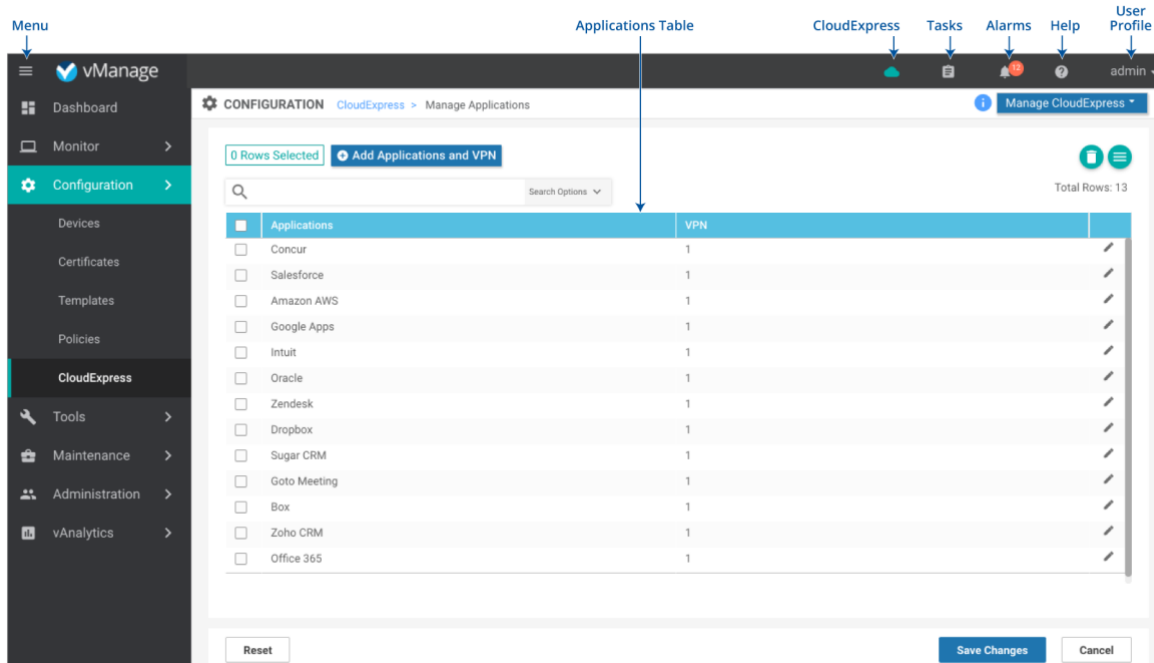 Menu
Applications Table
CloudExpress
Tasks
Alarms
Help
User
Profile
vManage
12
admin
Dashboard
CONFIGURATION CloudExpress > Manage Applications
Manage CloudExpress
Monitor
0 Rows Selected
Add Applications and VPN
Configuration
Search Options
Total Rows: 13
Applications VPN
Devices
Certificates
Templates
Policies
CloudExpress
Tools
Maintenance
Administration
vAnalytics
Concur 1
Salesforce 1
Amazon AWS 1
Google Apps 1
Intuit 1
Oracle 1
Zendesk 1
Dropbox 1
Sugar CRM 1
Goto Meeting 1
Box 1
Zoho CRM 1
Office 365 1
Reset
Save Changes
Cancel